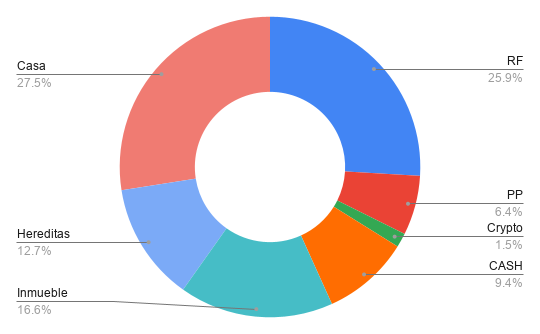 Casa
27.5%
RF
25.9%
PP
6.4%
Crypto
1.5%
CASH
9.4%
Hereditas
12.7%
Inmueble
16.6%